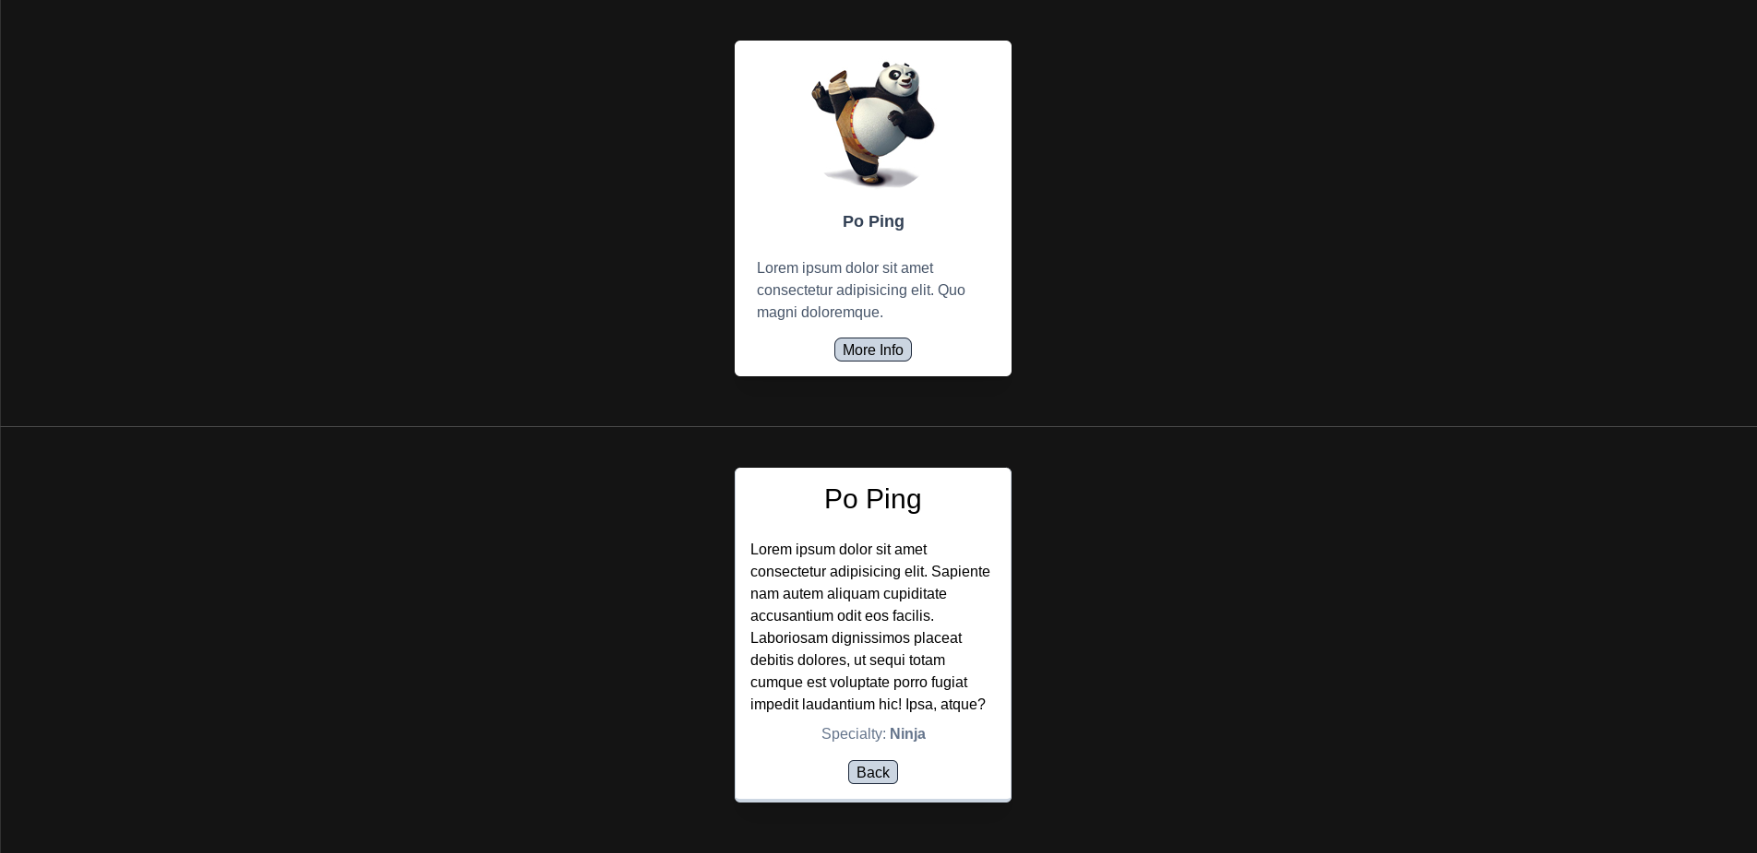 Po Ping
Lorem ipsum dolor sit amet
consectetur adipisicing elit. Quo
magni doloremque.
More Info
Po Ping
Lorem ipsum dolor sit amet
consectetur adipisicing elit. Sapiente
nam autem aliquam cupiditate
accusantium odit eos facilis.
Laboriosam dignissimos placeat
debitis dolores, ut sequi totam
cumque est voluptate porro fugiat
impedit laudantium hic! Ipsa, atque?
Specialty: Ninja
Back